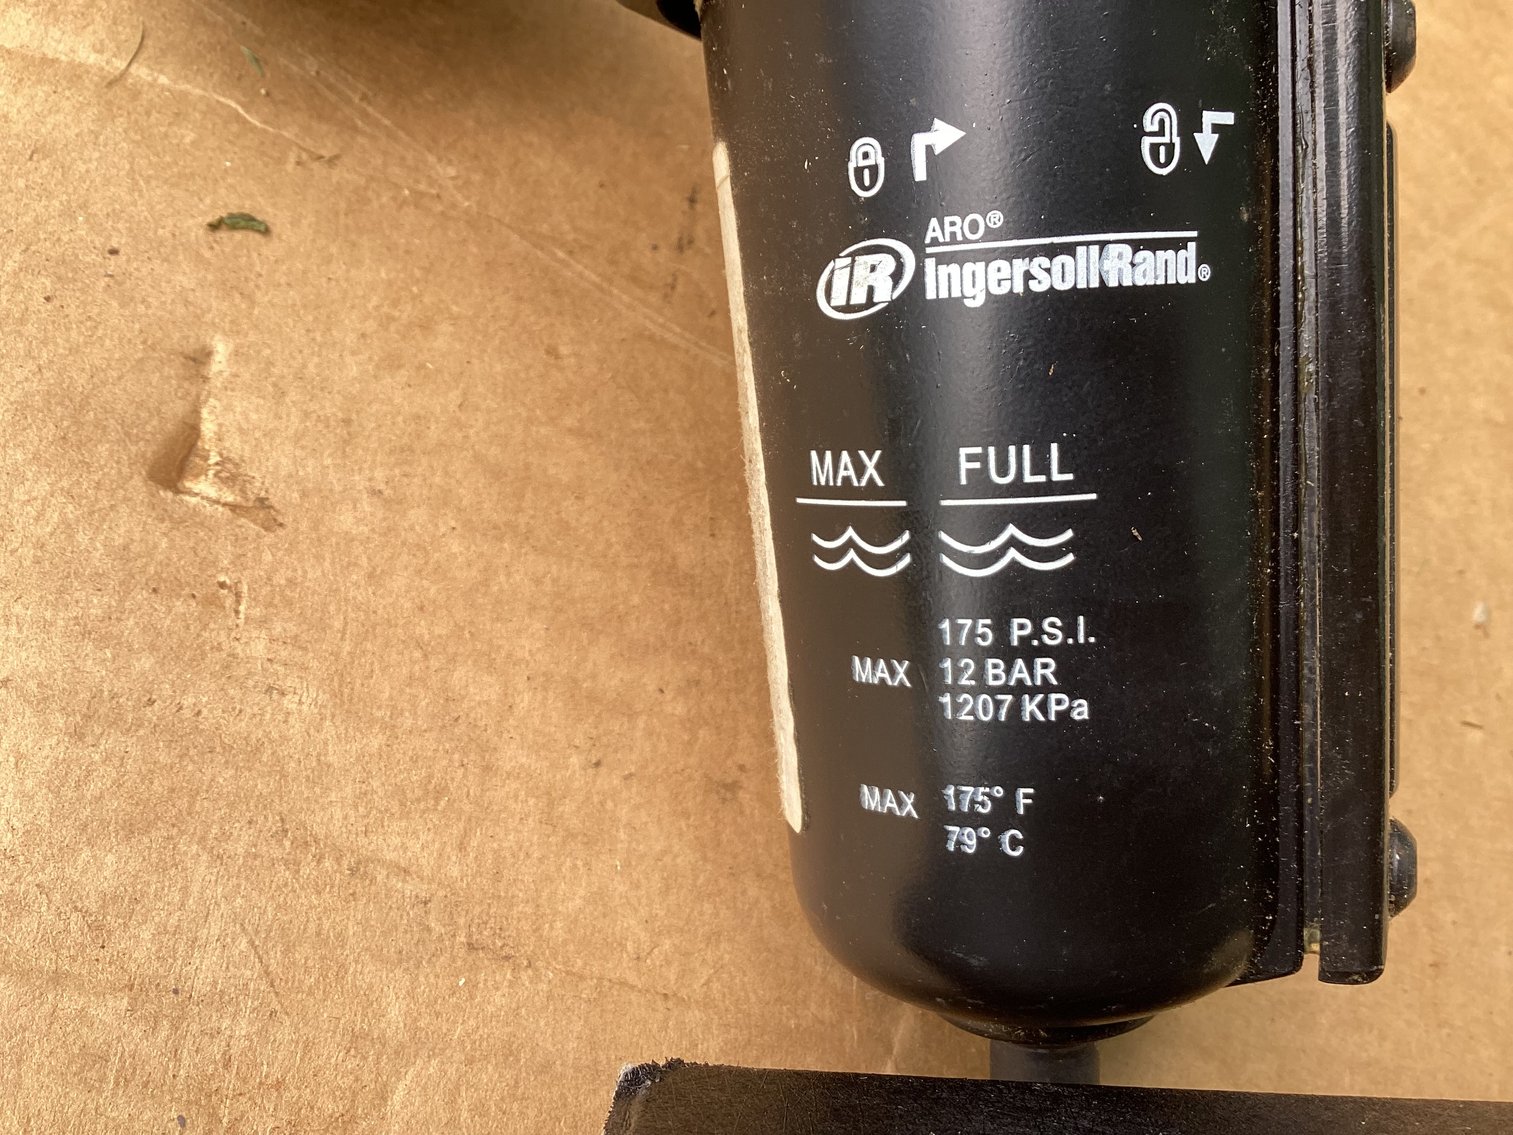 ARO®
IR Ingersoll-Rand®
MAX FULL
175 P.S.I.
MAX 12 BAR
1207 KPa
MAX 175° F
79° C